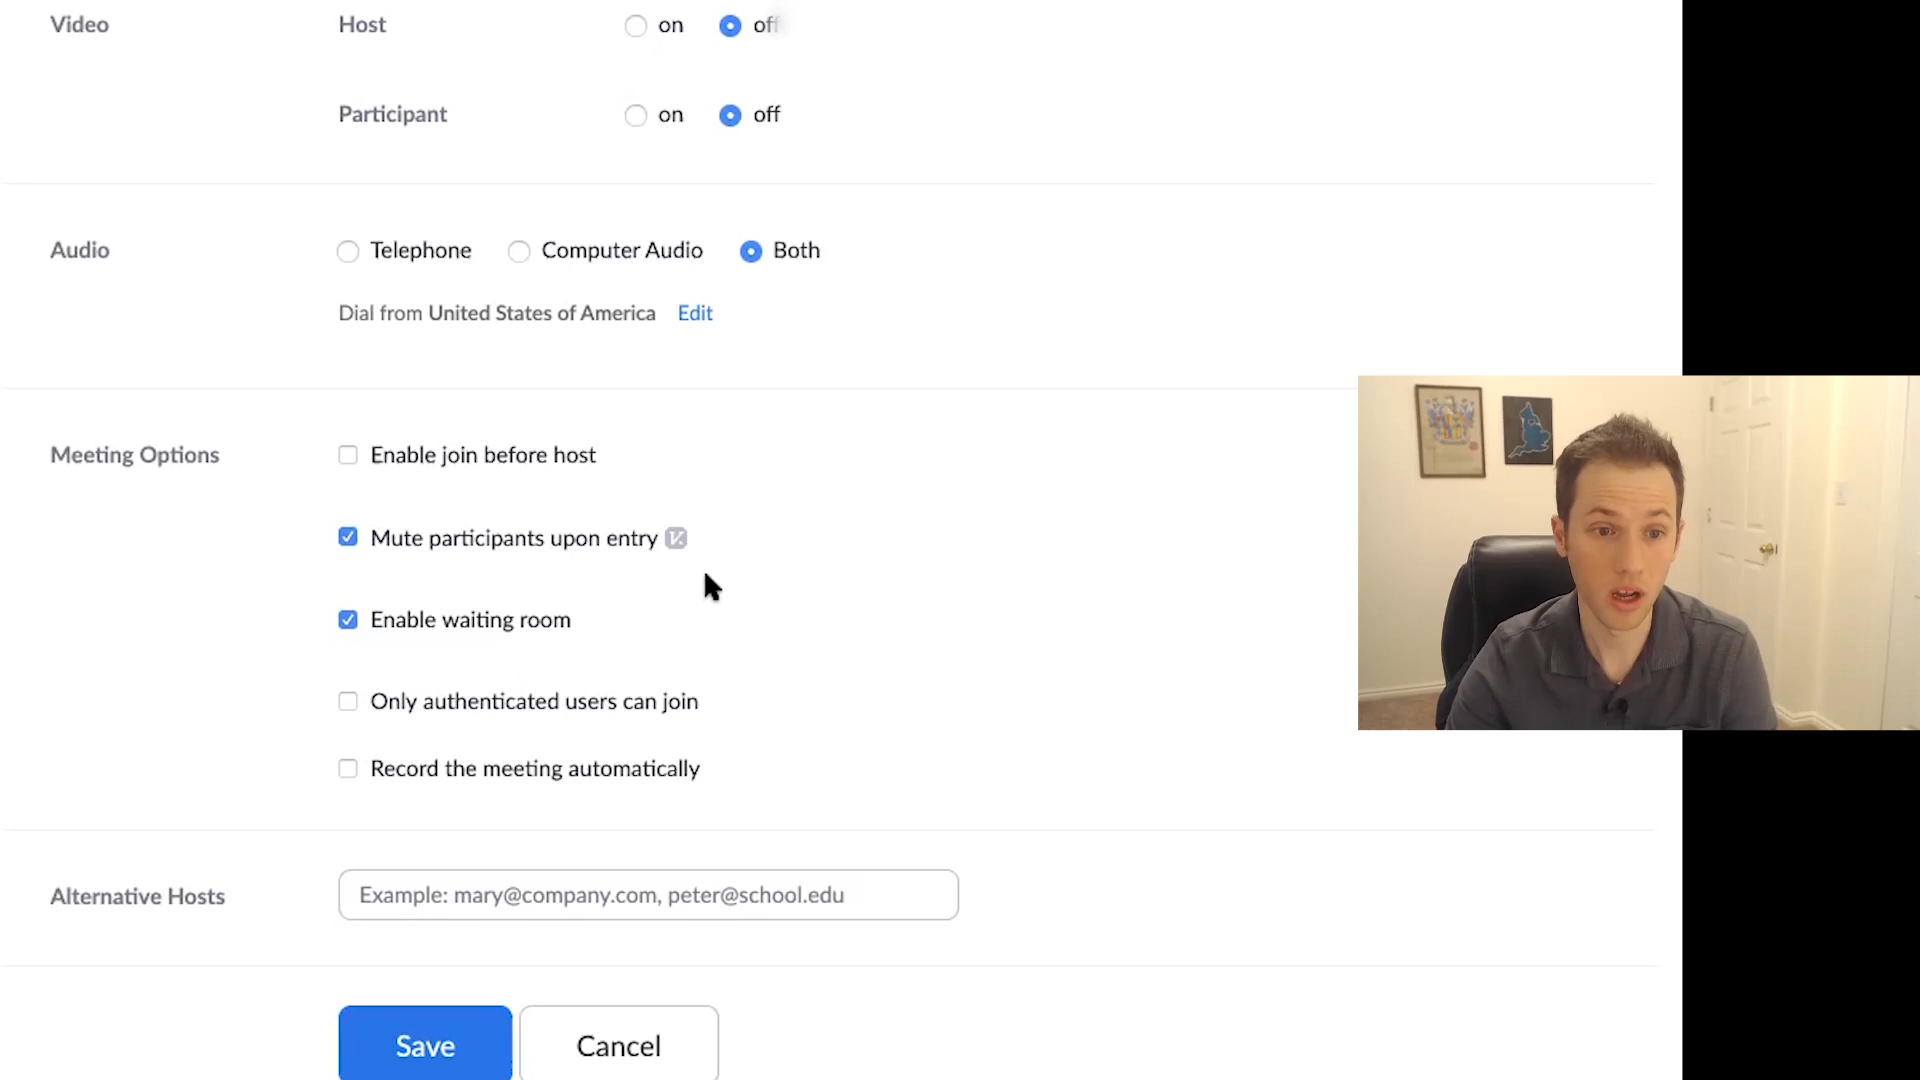 Video Host on off
Participant on off
Audio Telephone Computer Audio Both
Dial from United States of America Edit
Meeting Options Enable join before host
Mute participants upon entry
Enable waiting room
Only authenticated users can join
Record the meeting automatically
Alternative Hosts Example: mary@company.com, peter@school.edu
Save Cancel